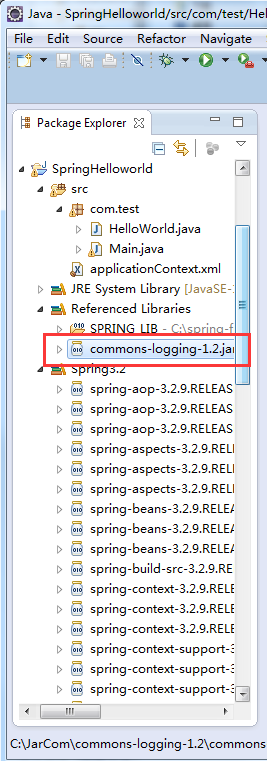 Java - SpringHelloworld/src/com/test/Hel
File Edit Source Refactor Navigate
Package Explorer
SpringHelloworld
src
com.test
HelloWorld.java
Main.java
applicationContext.xml
JRE System Library [JavaSE-
Referenced Libraries
SPRING_LIB - C:\spring-f
commons-logging-1.2.jar
Spring3.2
spring-aop-3.2.9.RELEAS
spring-aop-3.2.9.RELEAS
spring-aop-3.2.9.RELEAS
spring-aspects-3.2.9.REL
spring-aspects-3.2.9.REL
spring-aspects-3.2.9.REL
spring-beans-3.2.9.RELEA
spring-beans-3.2.9.RELEA
spring-beans-3.2.9.RELEA
spring-build-src-3.2.9.RE
spring-context-3.2.9.RELE
spring-context-3.2.9.RELE
spring-context-3.2.9.RELE
spring-context-support-3
spring-context-support-3
spring-context-support-3
C:\JarCom\commons-logging-1.2\commons